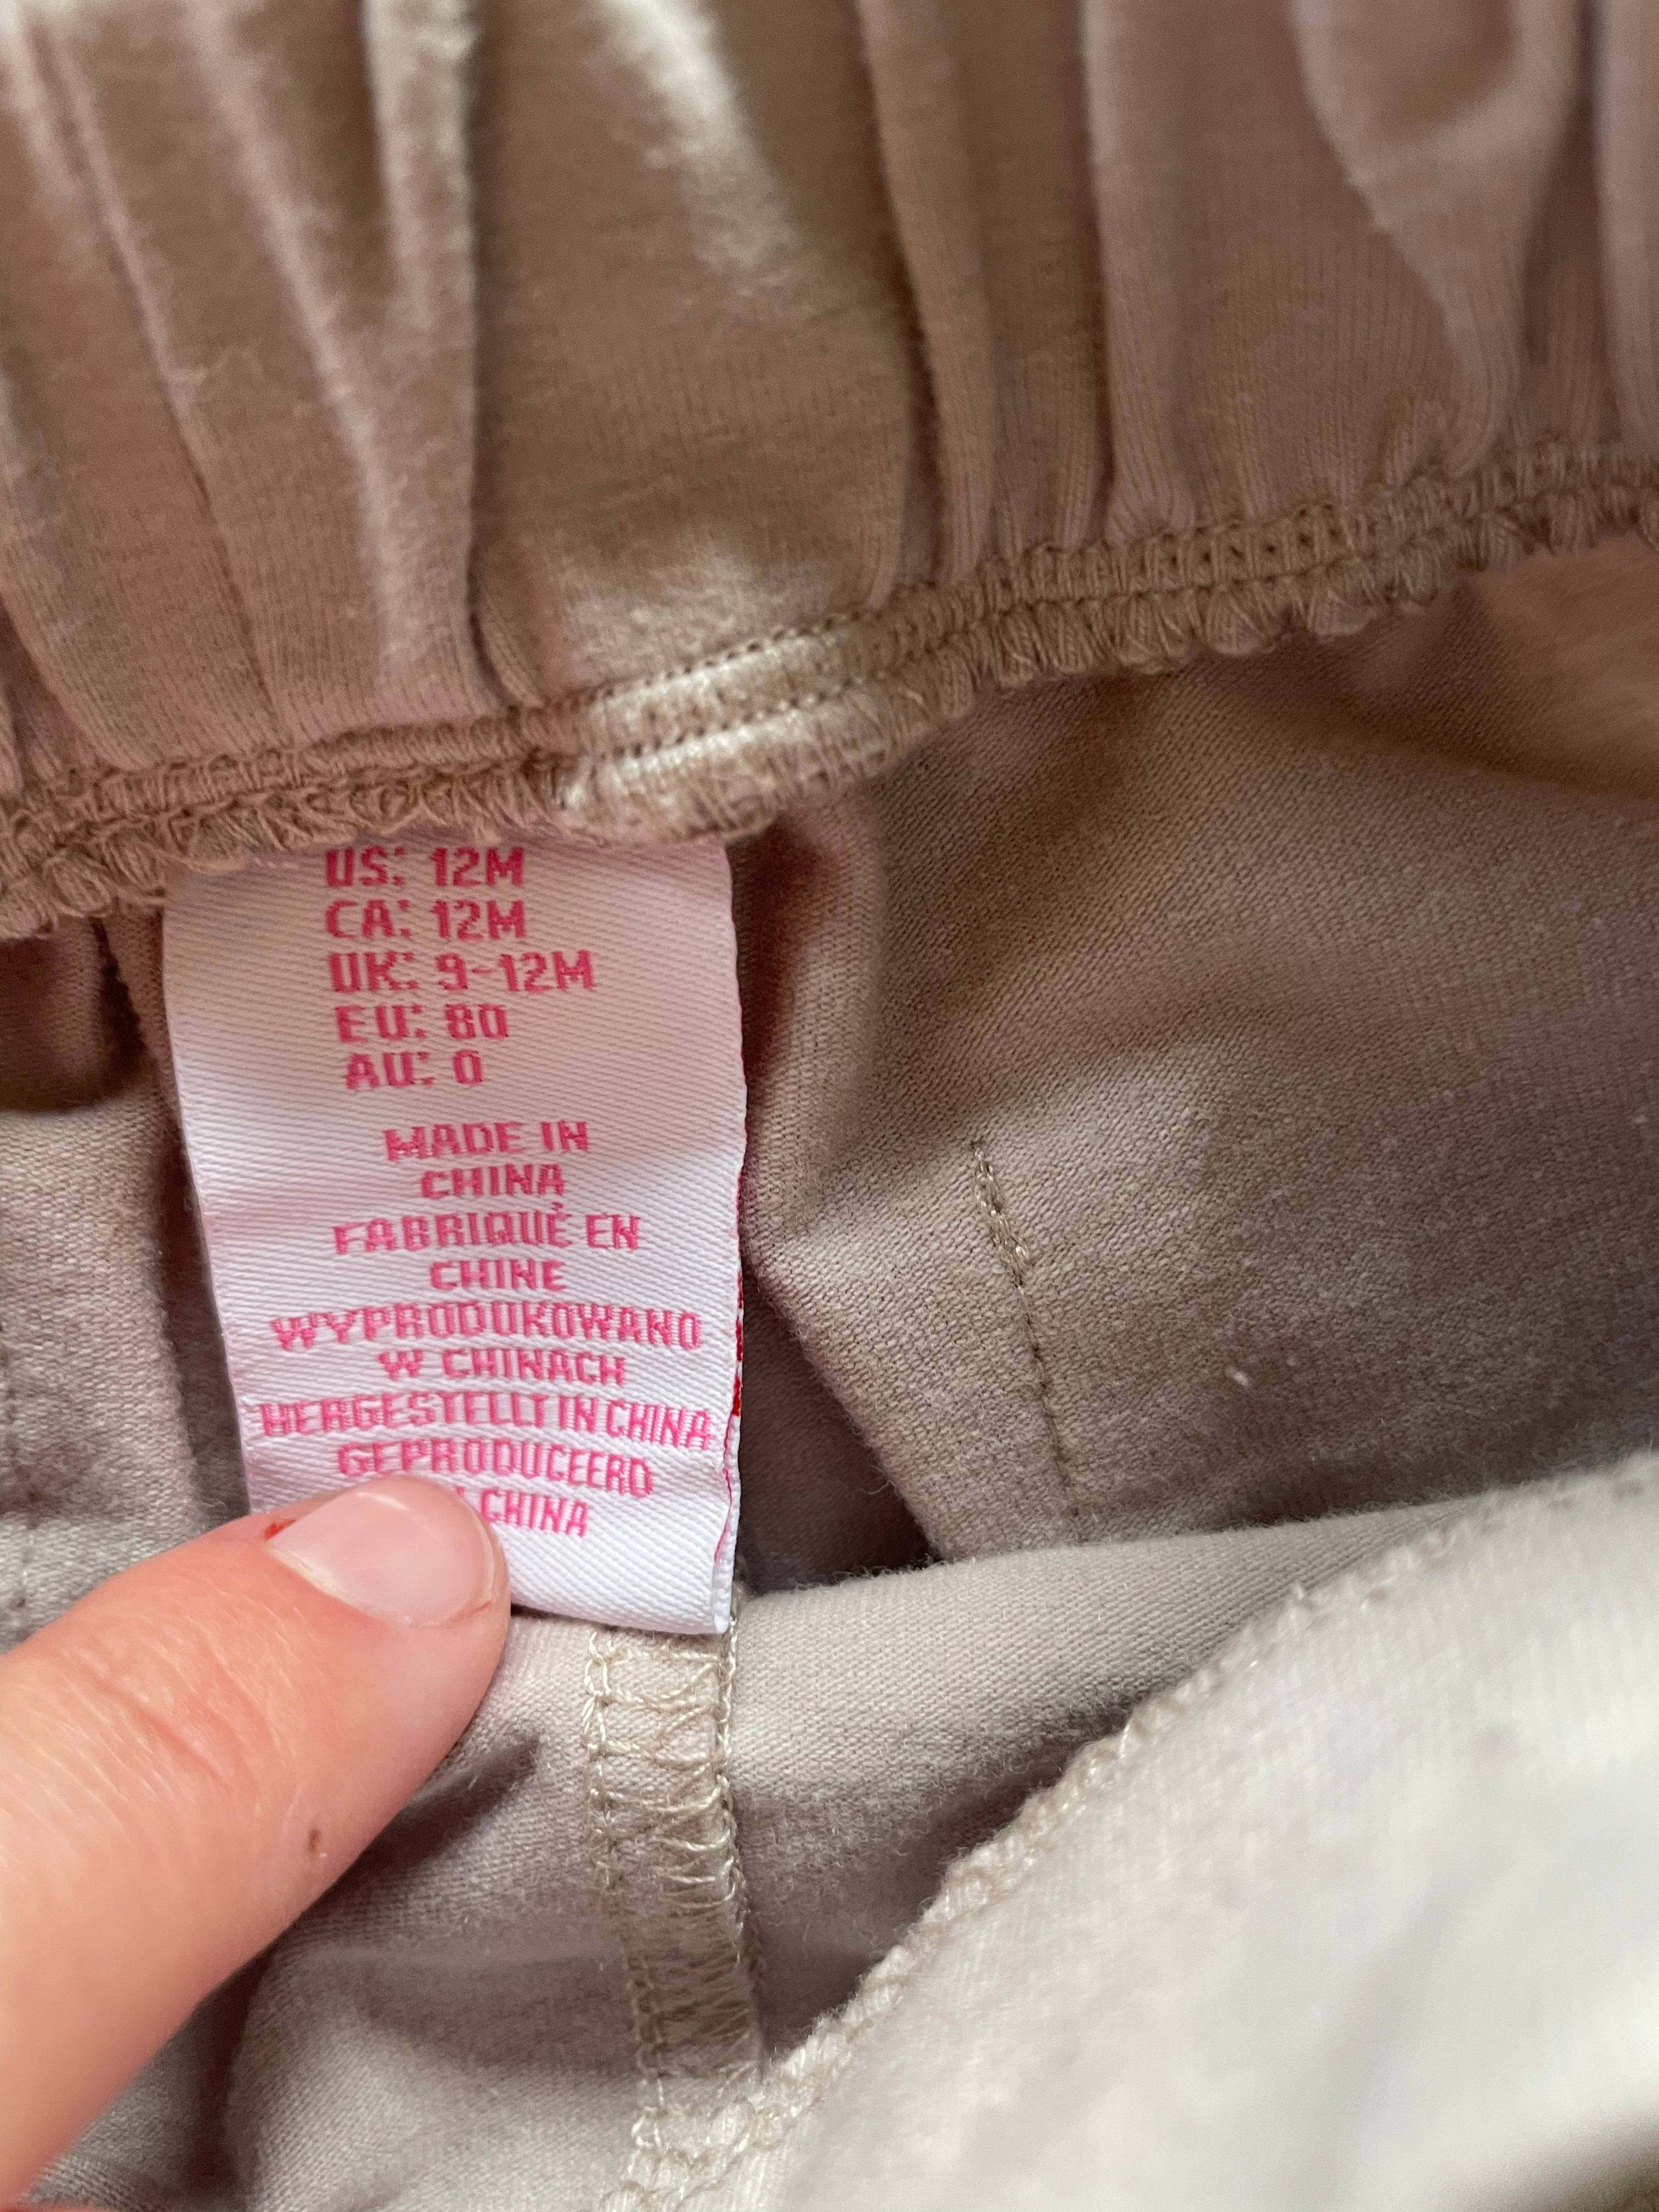 US: 12M
CA: 12M
UK: 9-12M
EU: 80
AU: 0
MADE IN
CHINA
FABRIQUÉ EN
CHINE
WYPRODUKOWANO
W CHINACH
HERGESTELLT IN CHINA
GEPRODUCEERD
CHINA